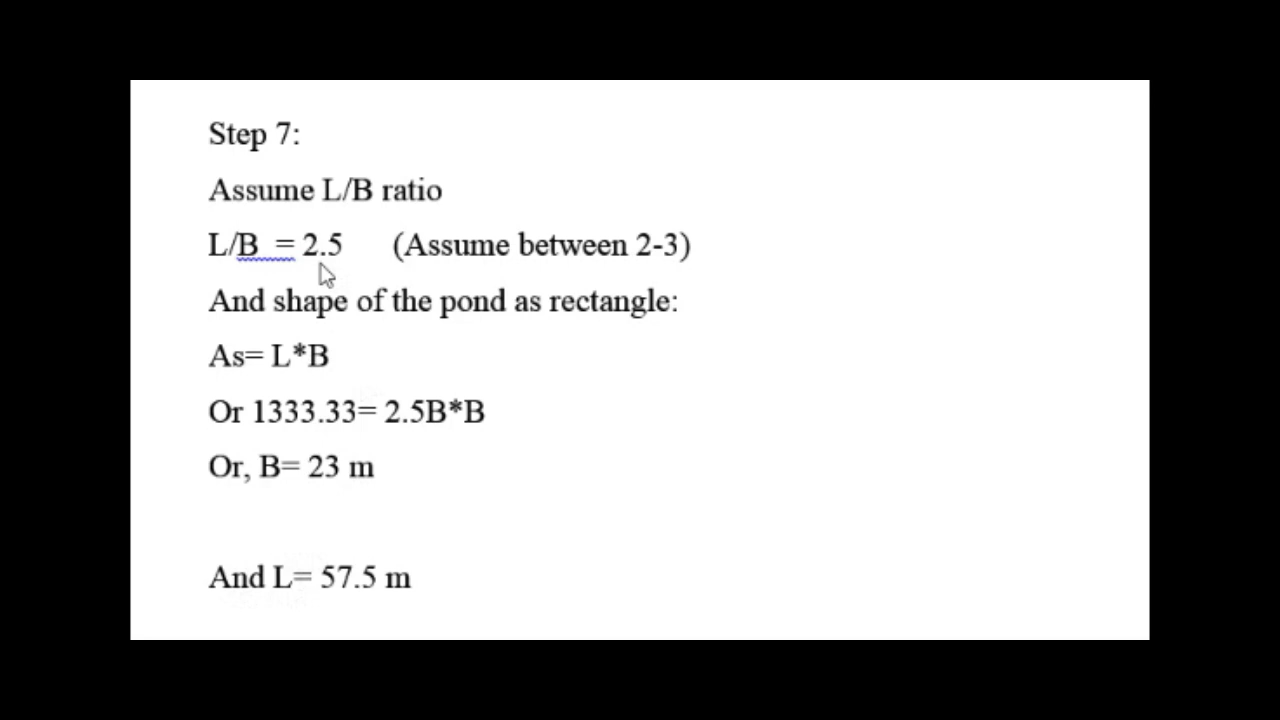 Step 7:
Assume L/B ratio
L/B = 2.5 (Assume between 2-3)
And shape of the pond as rectangle:
As= L*B
Or 1333.33= 2.5B*B
Or, B= 23 m
And L= 57.5 m